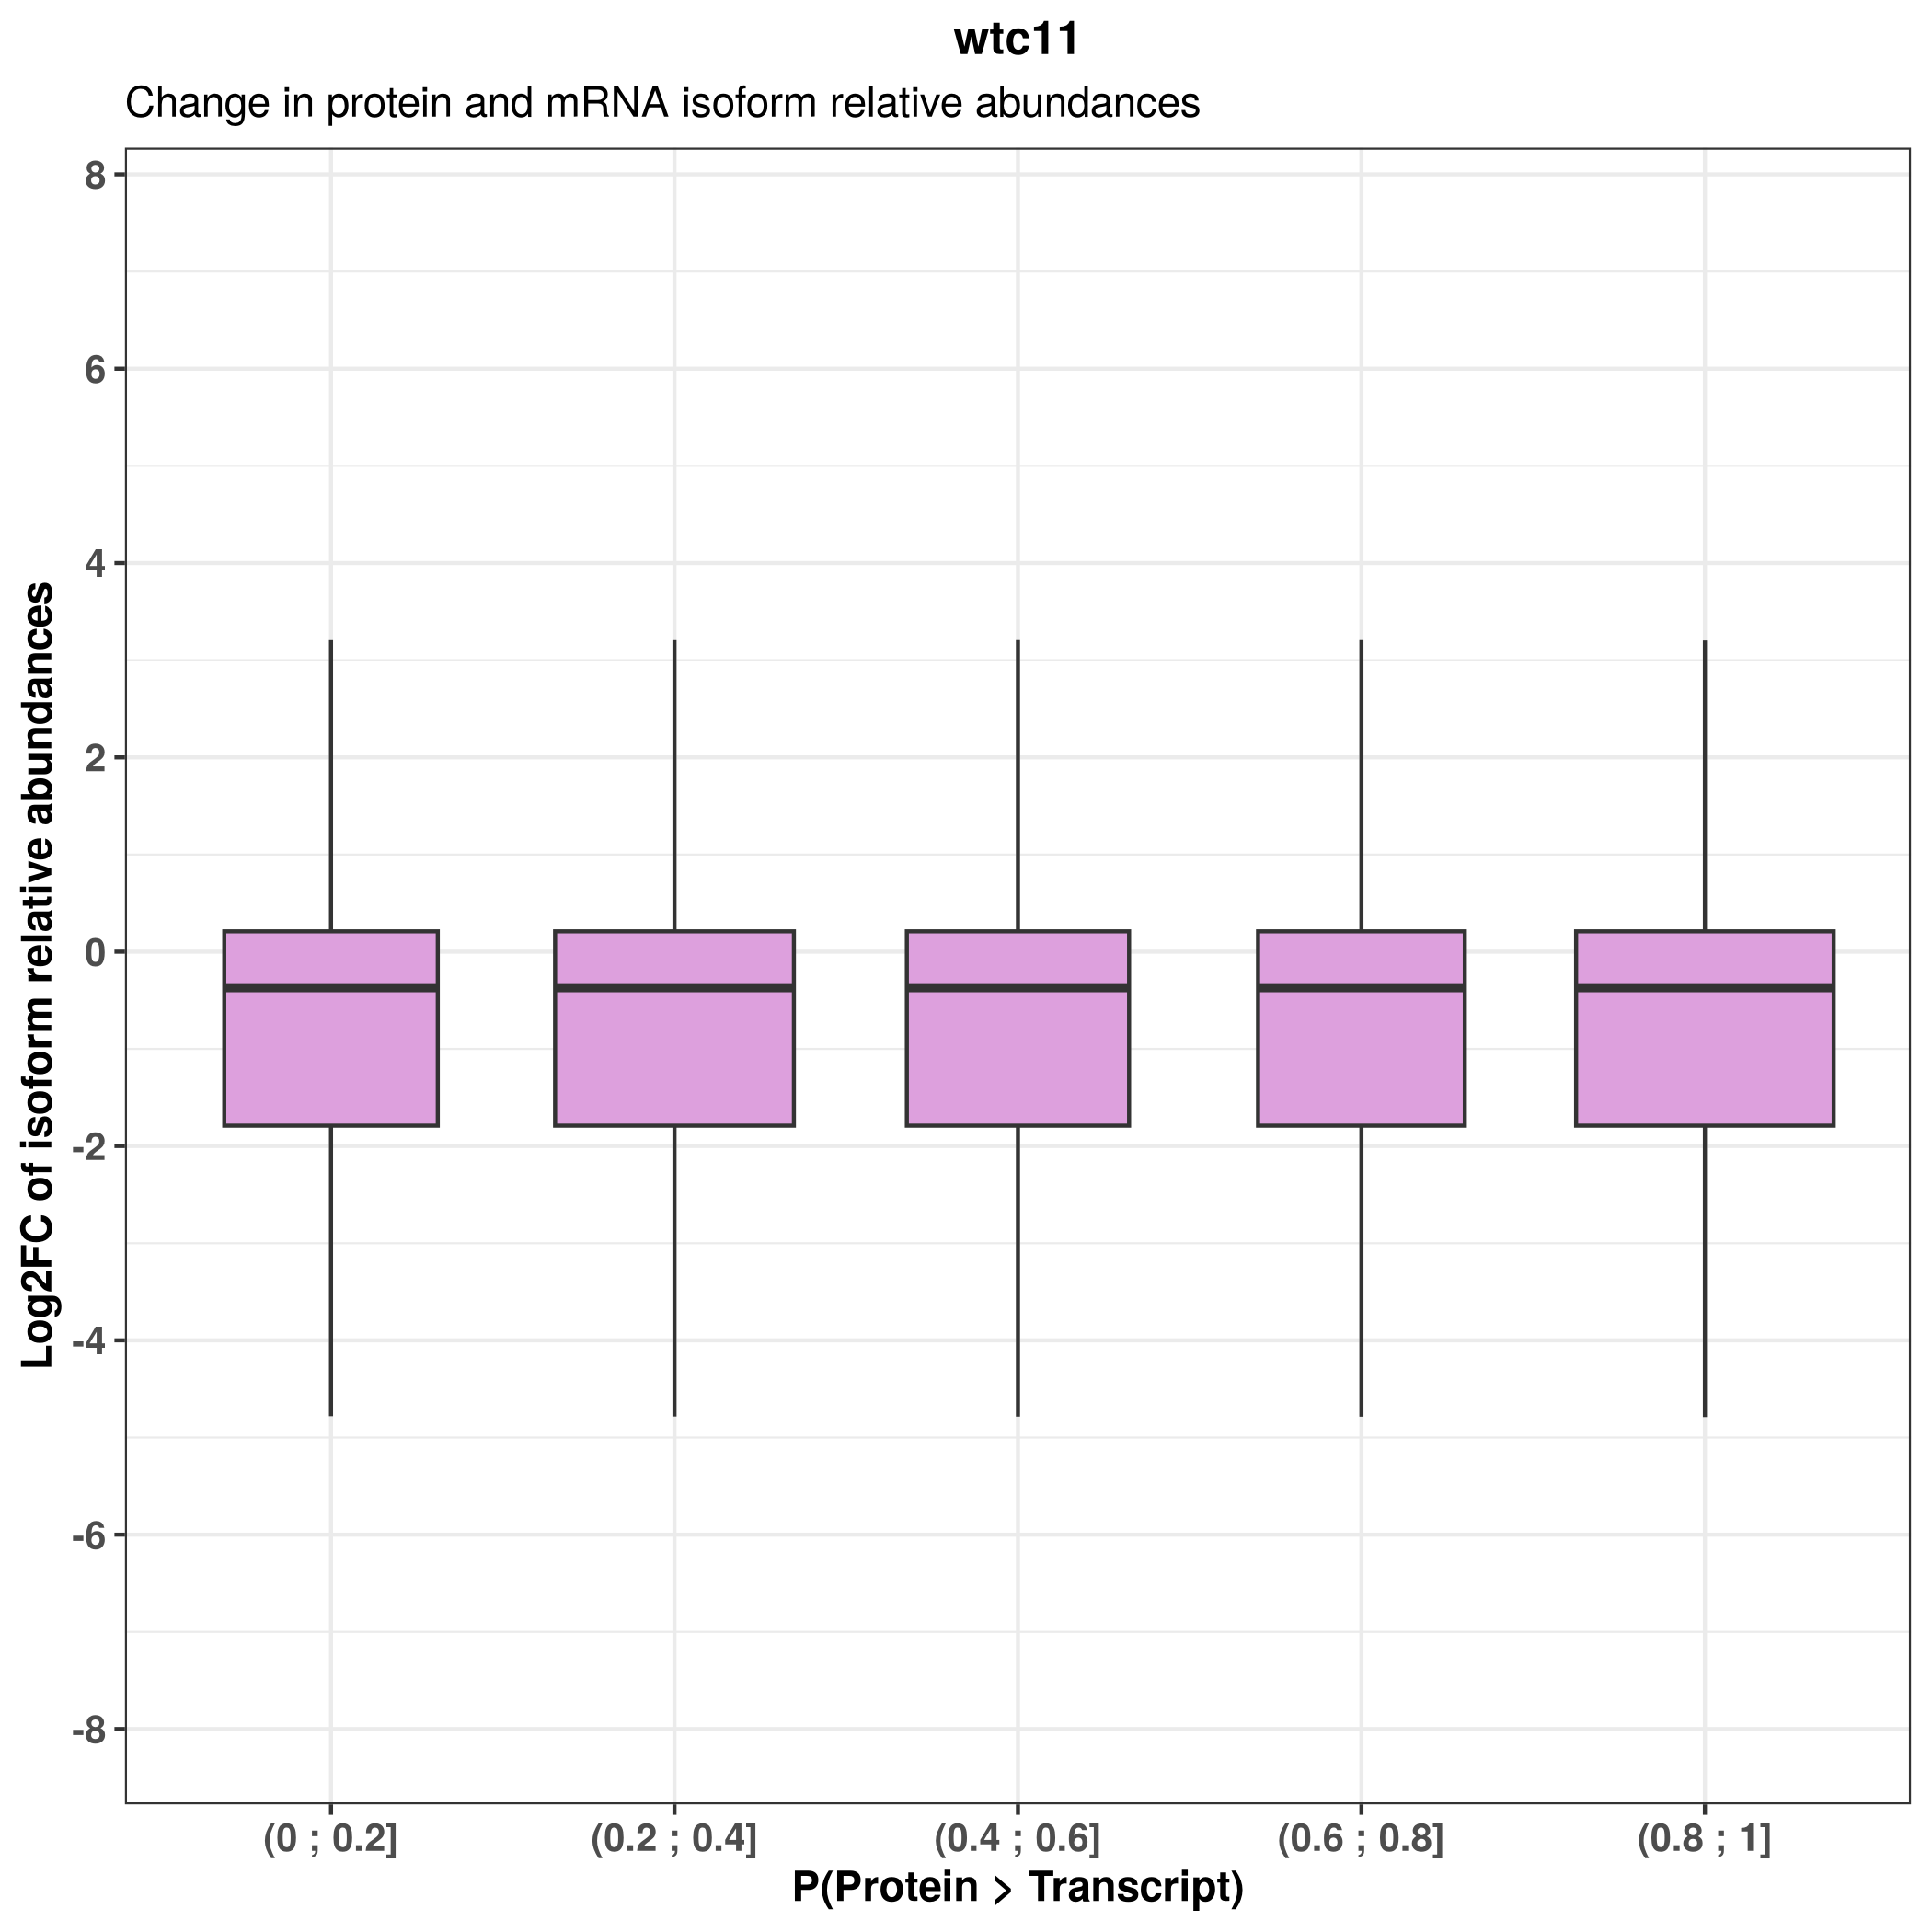 wtc11
Change in protein and mRNA isoform relative abundances
Log2FC of isoform relative abundances
8
6
4
2
0
-2
-4
-6
-8
(0 ; 0.2]
(0.2 ; 0.4]
(0.4 ; 0.6]
(0.6 ; 0.8]
(0.8 ; 1]
P(Protein > Transcript)